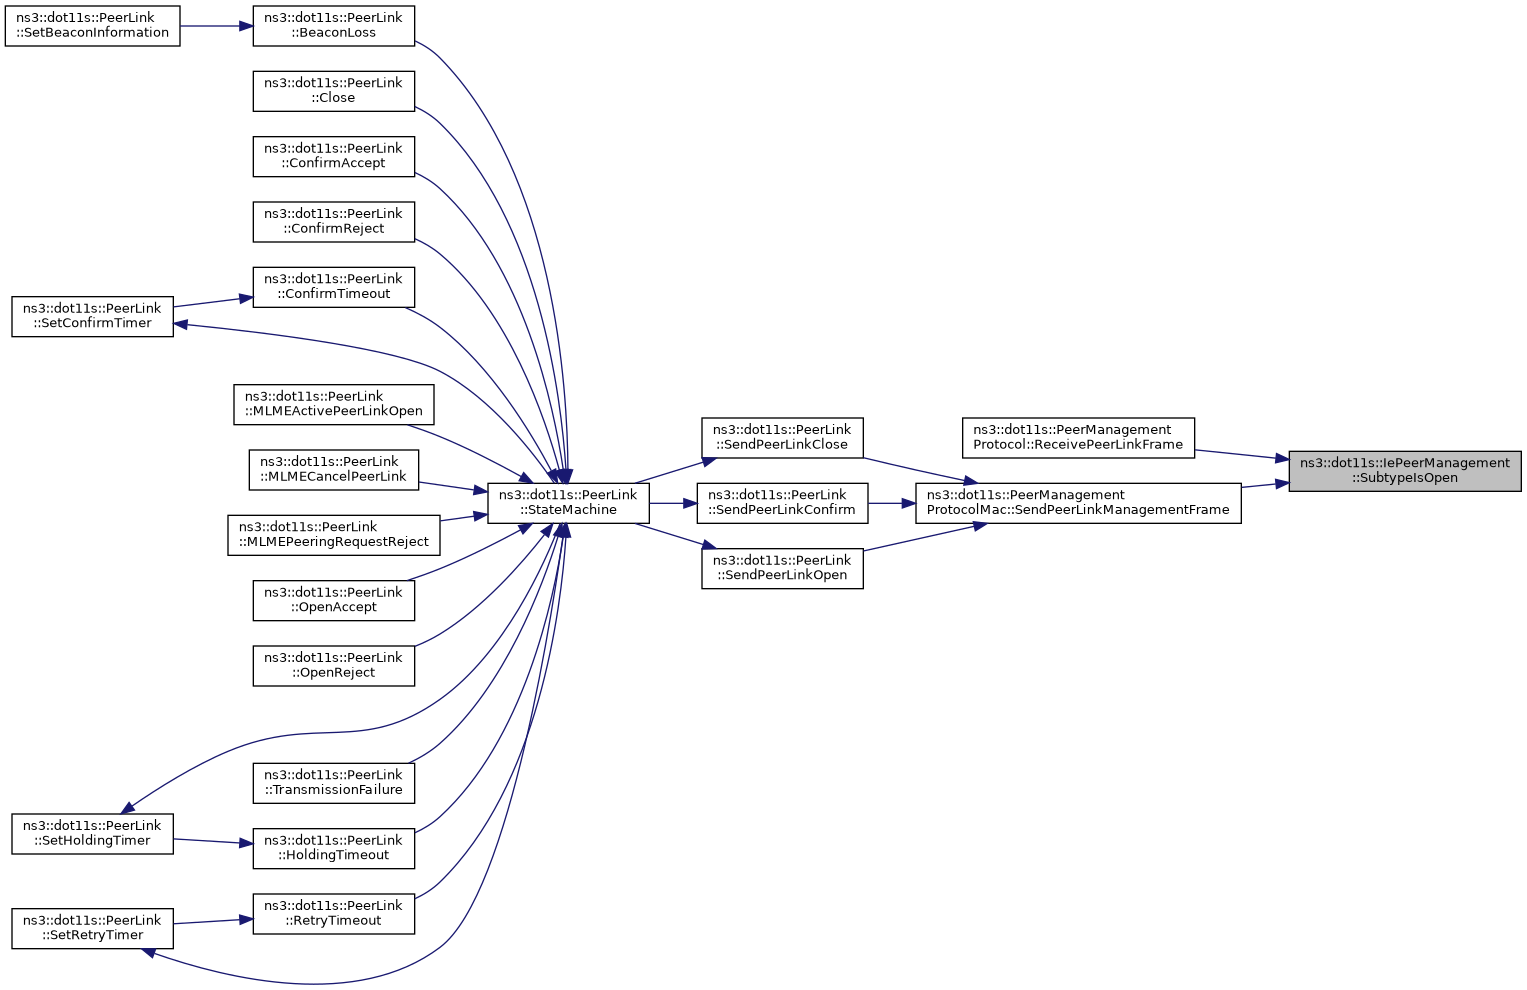 ns3::dot11s::PeerLink
::SetBeaconInformation
ns3::dot11s::PeerLink
::BeaconLoss
ns3::dot11s::PeerLink
::Close
ns3::dot11s::PeerLink
::ConfirmAccept
ns3::dot11s::PeerLink
::ConfirmReject
ns3::dot11s::PeerLink
::ConfirmTimeout
ns3::dot11s::PeerLink
::SetConfirmTimer
ns3::dot11s::PeerLink
::MLMEActivePeerLinkOpen
ns3::dot11s::PeerLink
::MLMECancelPeerLink
ns3::dot11s::PeerLink
::MLMEPeeringRequestReject
ns3::dot11s::PeerLink
::OpenAccept
ns3::dot11s::PeerLink
::OpenReject
ns3::dot11s::PeerLink
::TransmissionFailure
ns3::dot11s::PeerLink
::SetHoldingTimer
ns3::dot11s::PeerLink
::HoldingTimeout
ns3::dot11s::PeerLink
::RetryTimeout
ns3::dot11s::PeerLink
::SetRetryTimer
ns3::dot11s::PeerLink
::StateMachine
ns3::dot11s::PeerLink
::SendPeerLinkClose
ns3::dot11s::PeerLink
::SendPeerLinkConfirm
ns3::dot11s::PeerLink
::SendPeerLinkOpen
ns3::dot11s::PeerManagement
Protocol::ReceivePeerLinkFrame
ns3::dot11s::PeerManagement
ProtocolMac::SendPeerLinkManagementFrame
ns3::dot11s::IePeerManagement
::SubtypeIsOpen